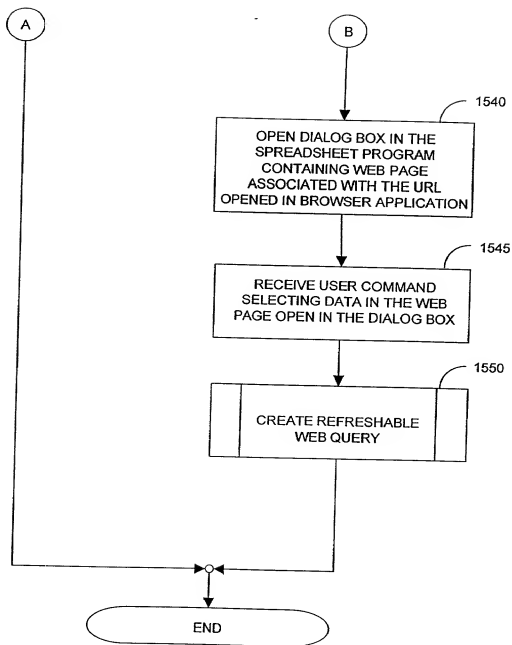 A
B
1540
OPEN DIALOG BOX IN THE
SPREADSHEET PROGRAM
CONTAINING WEB PAGE
ASSOCIATED WITH THE URL
OPENED IN BROWSER APPLICATION
1545
RECEIVE USER COMMAND
SELECTING DATA IN THE WEB
PAGE OPEN IN THE DIALOG BOX
1550
CREATE REFRESHABLE
WEB QUERY
END